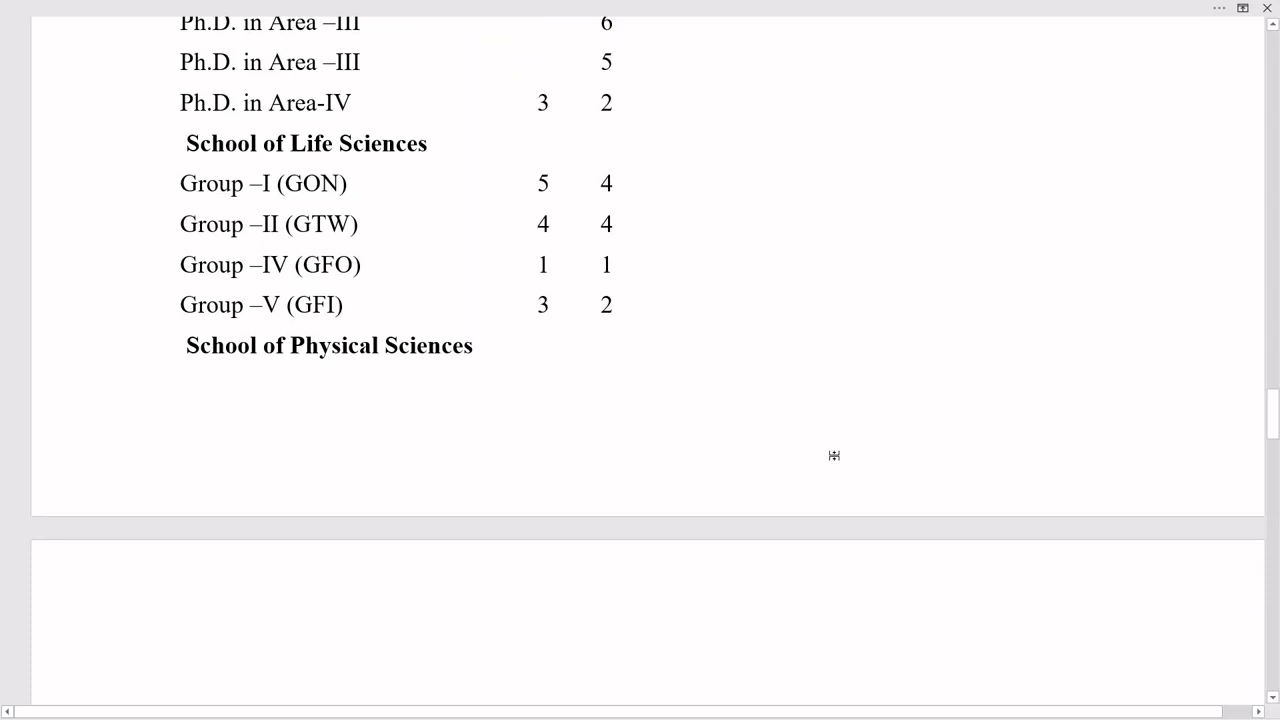 Ph.D. in Area –III 6
Ph.D. in Area –III 5
Ph.D. in Area-IV 3 2
School of Life Sciences
Group –I (GON) 5 4
Group –II (GTW) 4 4
Group –IV (GFO) 1 1
Group –V (GFI) 3 2
School of Physical Sciences